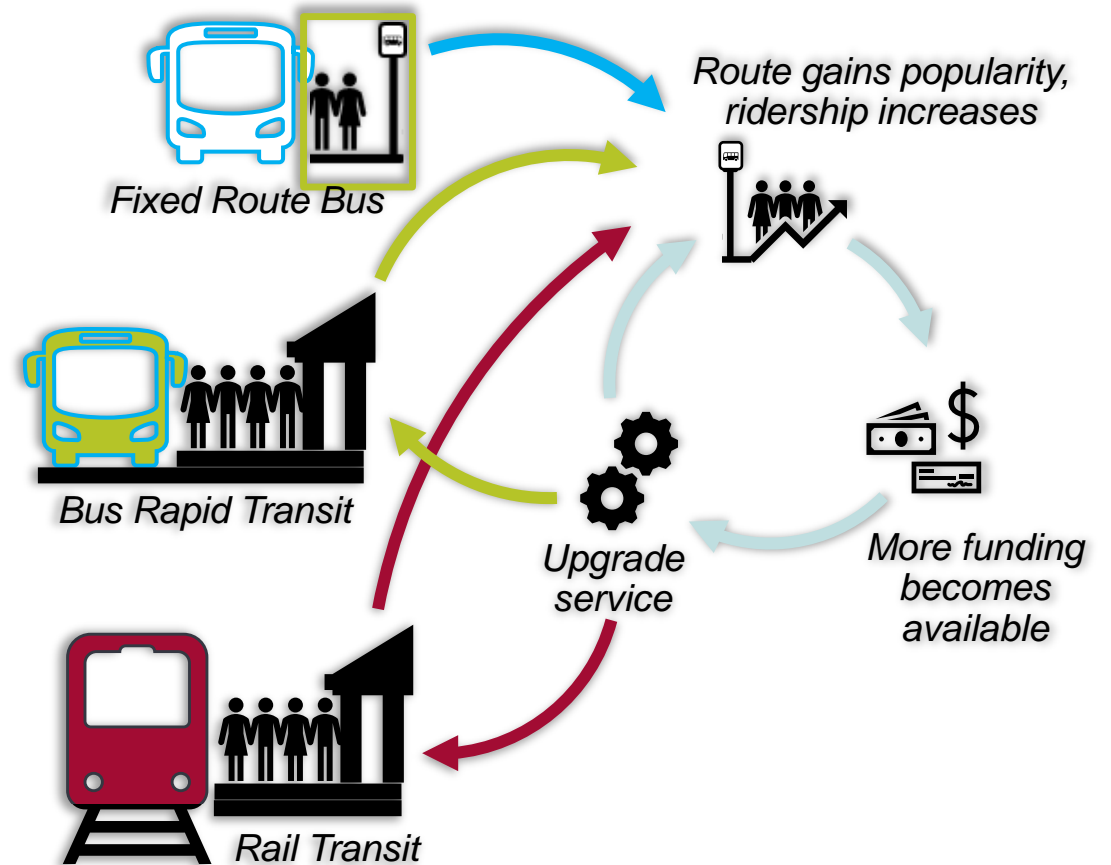 Fixed Route Bus
Route gains popularity,
ridership increases
Bus Rapid Transit
$
Upgrade
service
More funding
becomes
available
Rail Transit